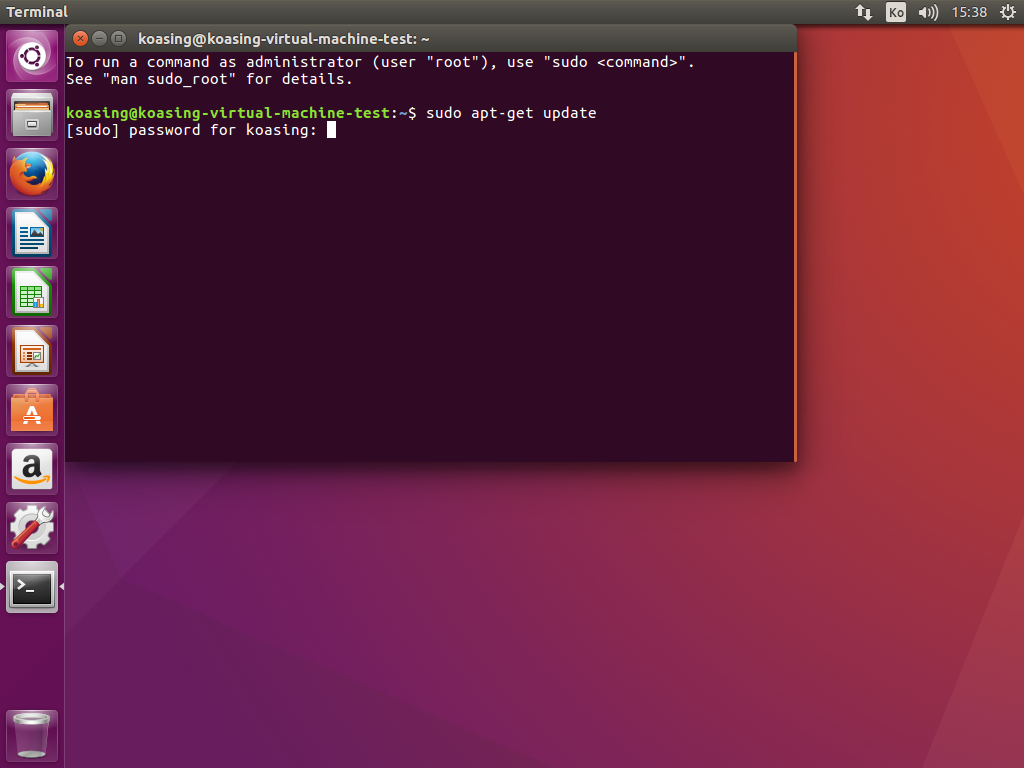 Terminal
Ko
15:38
koasing@koasing-virtual-machine-test: ~
To run a command as administrator (user "root"), use "sudo <command>".
See "man sudo_root" for details.
koasing@koasing-virtual-machine-test:~$ sudo apt-get update
[sudo] password for koasing:
A
a
>_